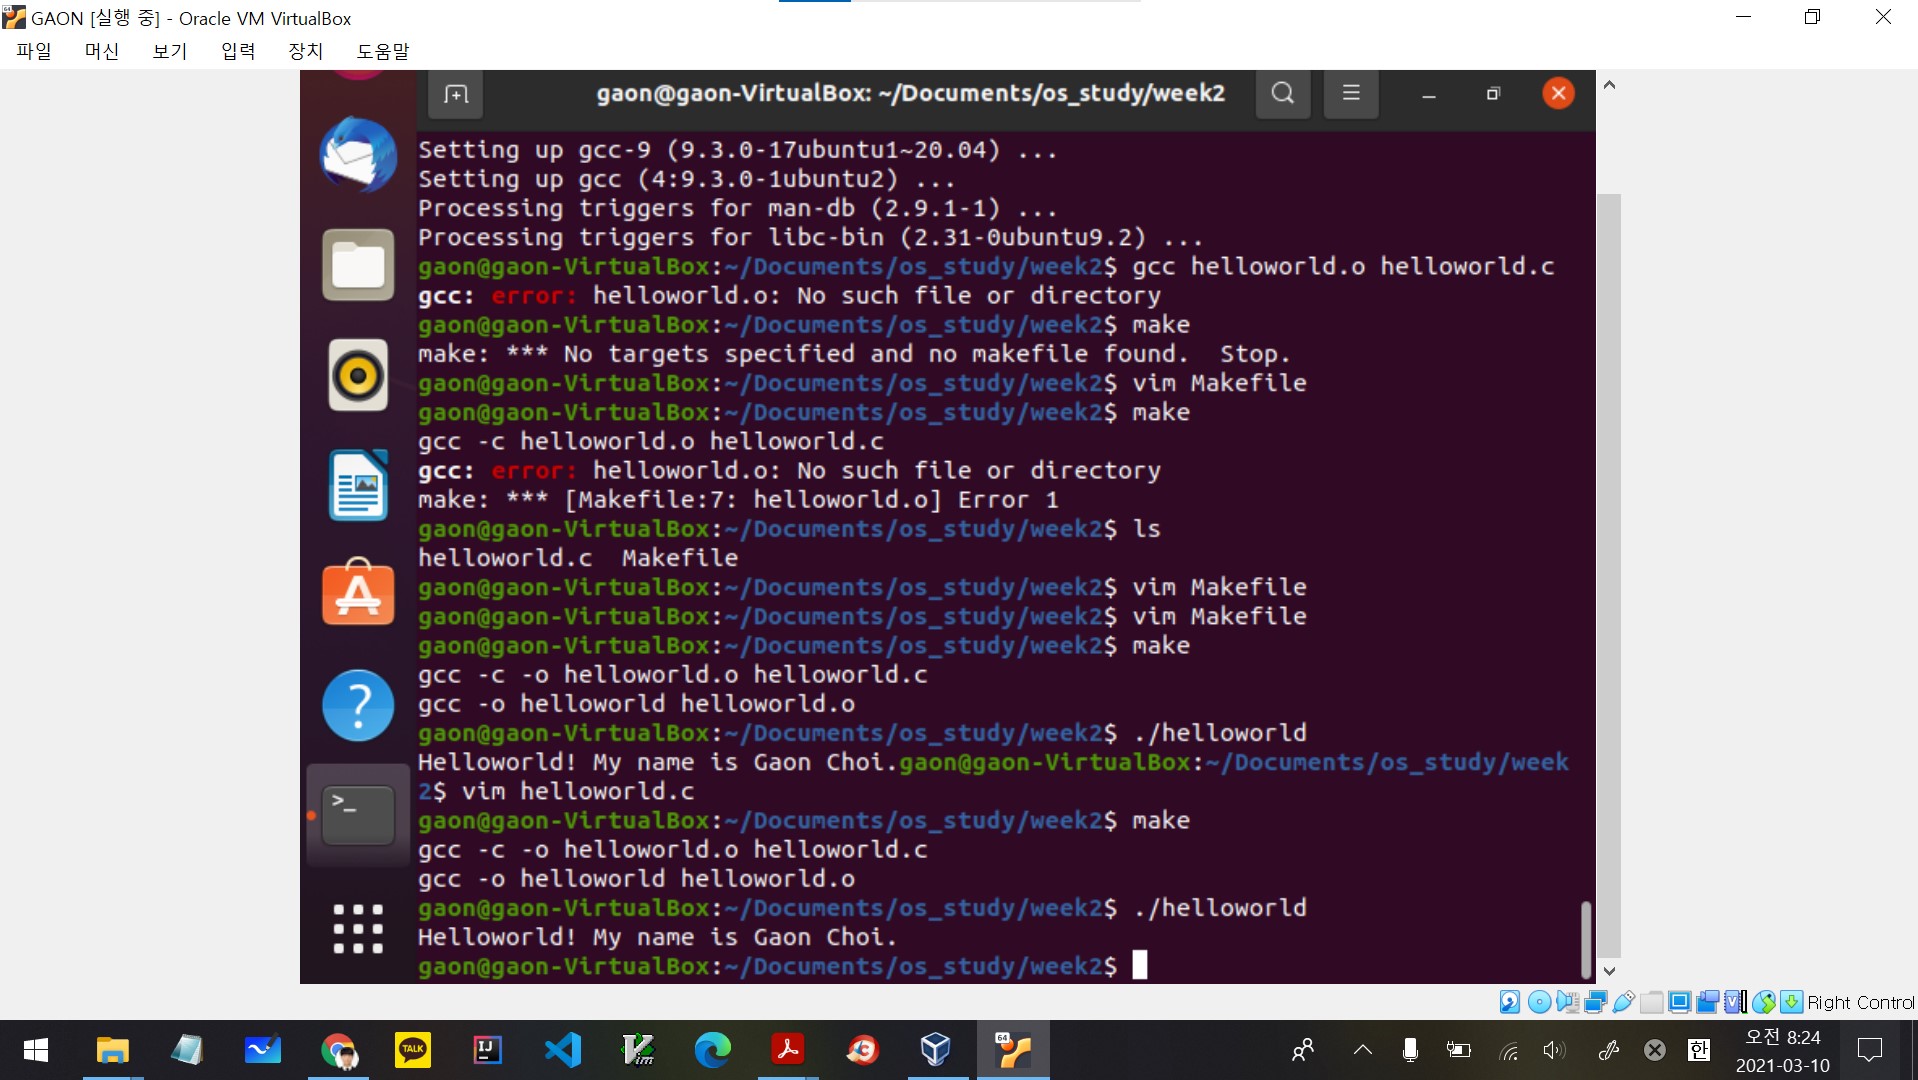 GAON [실행 중] - Oracle VM VirtualBox
파일 머신 보기 입력 장치 도움말
gaon@gaon-VirtualBox: ~/Documents/os_study/week2
Setting up gcc-9 (9.3.0-17ubuntu1~20.04) ...
Setting up gcc (4:9.3.0-1ubuntu2) ...
Processing triggers for man-db (2.9.1-1) ...
Processing triggers for libc-bin (2.31-0ubuntu9.2) ...
gaon@gaon-VirtualBox:~/Documents/os_study/week2$ gcc helloworld.o helloworld.c
gcc: error: helloworld.o: No such file or directory
gaon@gaon-VirtualBox:~/Documents/os_study/week2$ make
make: *** No targets specified and no makefile found.  Stop.
gaon@gaon-VirtualBox:~/Documents/os_study/week2$ vim Makefile
gaon@gaon-VirtualBox:~/Documents/os_study/week2$ make
gcc -c helloworld.o helloworld.c
gcc: error: helloworld.o: No such file or directory
make: *** [Makefile:7: helloworld.o] Error 1
gaon@gaon-VirtualBox:~/Documents/os_study/week2$ ls
helloworld.c  Makefile
gaon@gaon-VirtualBox:~/Documents/os_study/week2$ vim Makefile
gaon@gaon-VirtualBox:~/Documents/os_study/week2$ vim Makefile
gaon@gaon-VirtualBox:~/Documents/os_study/week2$ make
gcc -c -o helloworld.o helloworld.c
gcc -o helloworld helloworld.o
gaon@gaon-VirtualBox:~/Documents/os_study/week2$ ./helloworld
Helloworld! My name is Gaon Choi.gaon@gaon-VirtualBox:~/Documents/os_study/week
2$ vim helloworld.c
gaon@gaon-VirtualBox:~/Documents/os_study/week2$ make
gcc -c -o helloworld.o helloworld.c
gcc -o helloworld helloworld.o
gaon@gaon-VirtualBox:~/Documents/os_study/week2$ ./helloworld
Helloworld! My name is Gaon Choi.
gaon@gaon-VirtualBox:~/Documents/os_study/week2$
Right Control
TALK
IJ
Vim
64
한
오전 8:24
2021-03-10